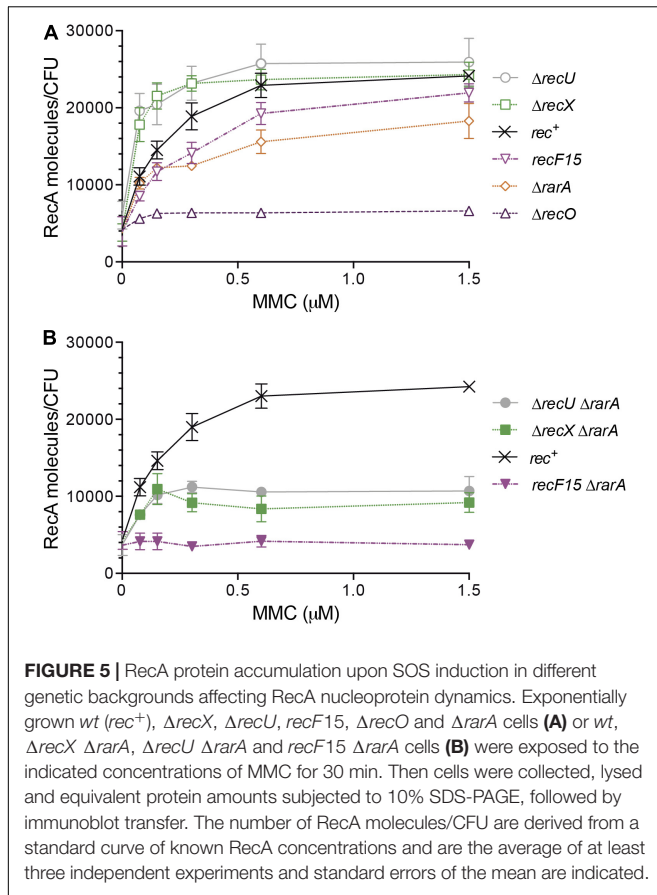 A
30000
20000
10000
0
RecA molecules/CFU
0
0.5
1.0
1.5
MMC (μM)
ΔrecU
ΔrecX
rec⁺
recF15
ΔrarA
ΔrecO
B
30000
20000
10000
0
RecA molecules/CFU
0
0.5
1.0
1.5
MMC (μM)
ΔrecU ΔrarA
ΔrecX ΔrarA
rec⁺
recF15 ΔrarA
FIGURE 5 | RecA protein accumulation upon SOS induction in different
genetic backgrounds affecting RecA nucleoprotein dynamics. Exponentially
grown wt (rec⁺), ΔrecX, ΔrecU, recF15, ΔrecO and ΔrarA cells (A) or wt,
ΔrecX ΔrarA, ΔrecU ΔrarA and recF15 ΔrarA cells (B) were exposed to the
indicated concentrations of MMC for 30 min. Then cells were collected, lysed
and equivalent protein amounts subjected to 10% SDS-PAGE, followed by
immunoblot transfer. The number of RecA molecules/CFU are derived from a
standard curve of known RecA concentrations and are the average of at least
three independent experiments and standard errors of the mean are indicated.